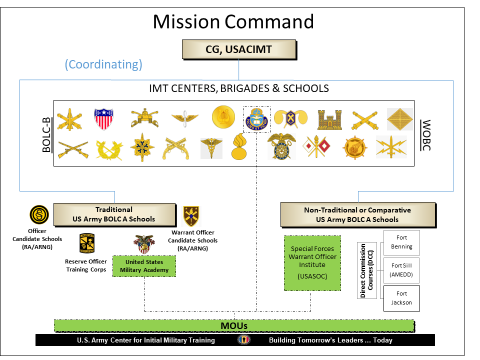 Mission Command
CG, USACIMT
(Coordinating)
IMT CENTERS, BRIGADES & SCHOOLS
BOLC-B
WOBC
Traditional
US Army BOLC A Schools
Non-Traditional or Comparative
US Army BOLC A Schools
Officer
Candidate Schools
(RA/ARNG)
Warrant Officer
Candidate Schools
(RA/ARNG)
Reserve Officer
Training Corps
United States
Military Academy
Special Forces
Warrant Officer
Institute
(USASOC)
Direct Commission
Courses (DCC)
Fort
Benning
Fort Sill
(AMEDD)
Fort
Jackson
MOUs
U.S. Army Center for Initial Military Training
Building Tomorrow's Leaders ... Today